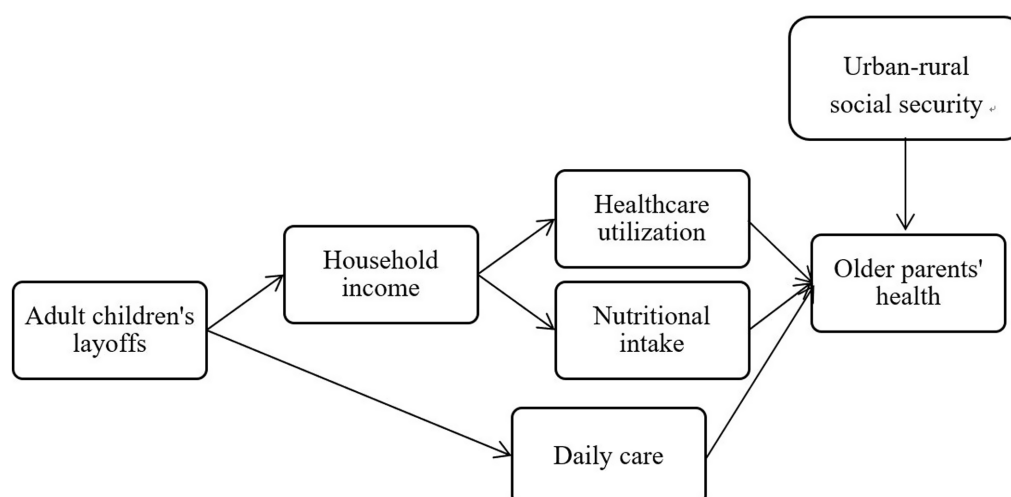 Urban-rural
social security
Healthcare
utilization
Household
income
Older parents'
health
Adult children's
layoffs
Nutritional
intake
Daily care